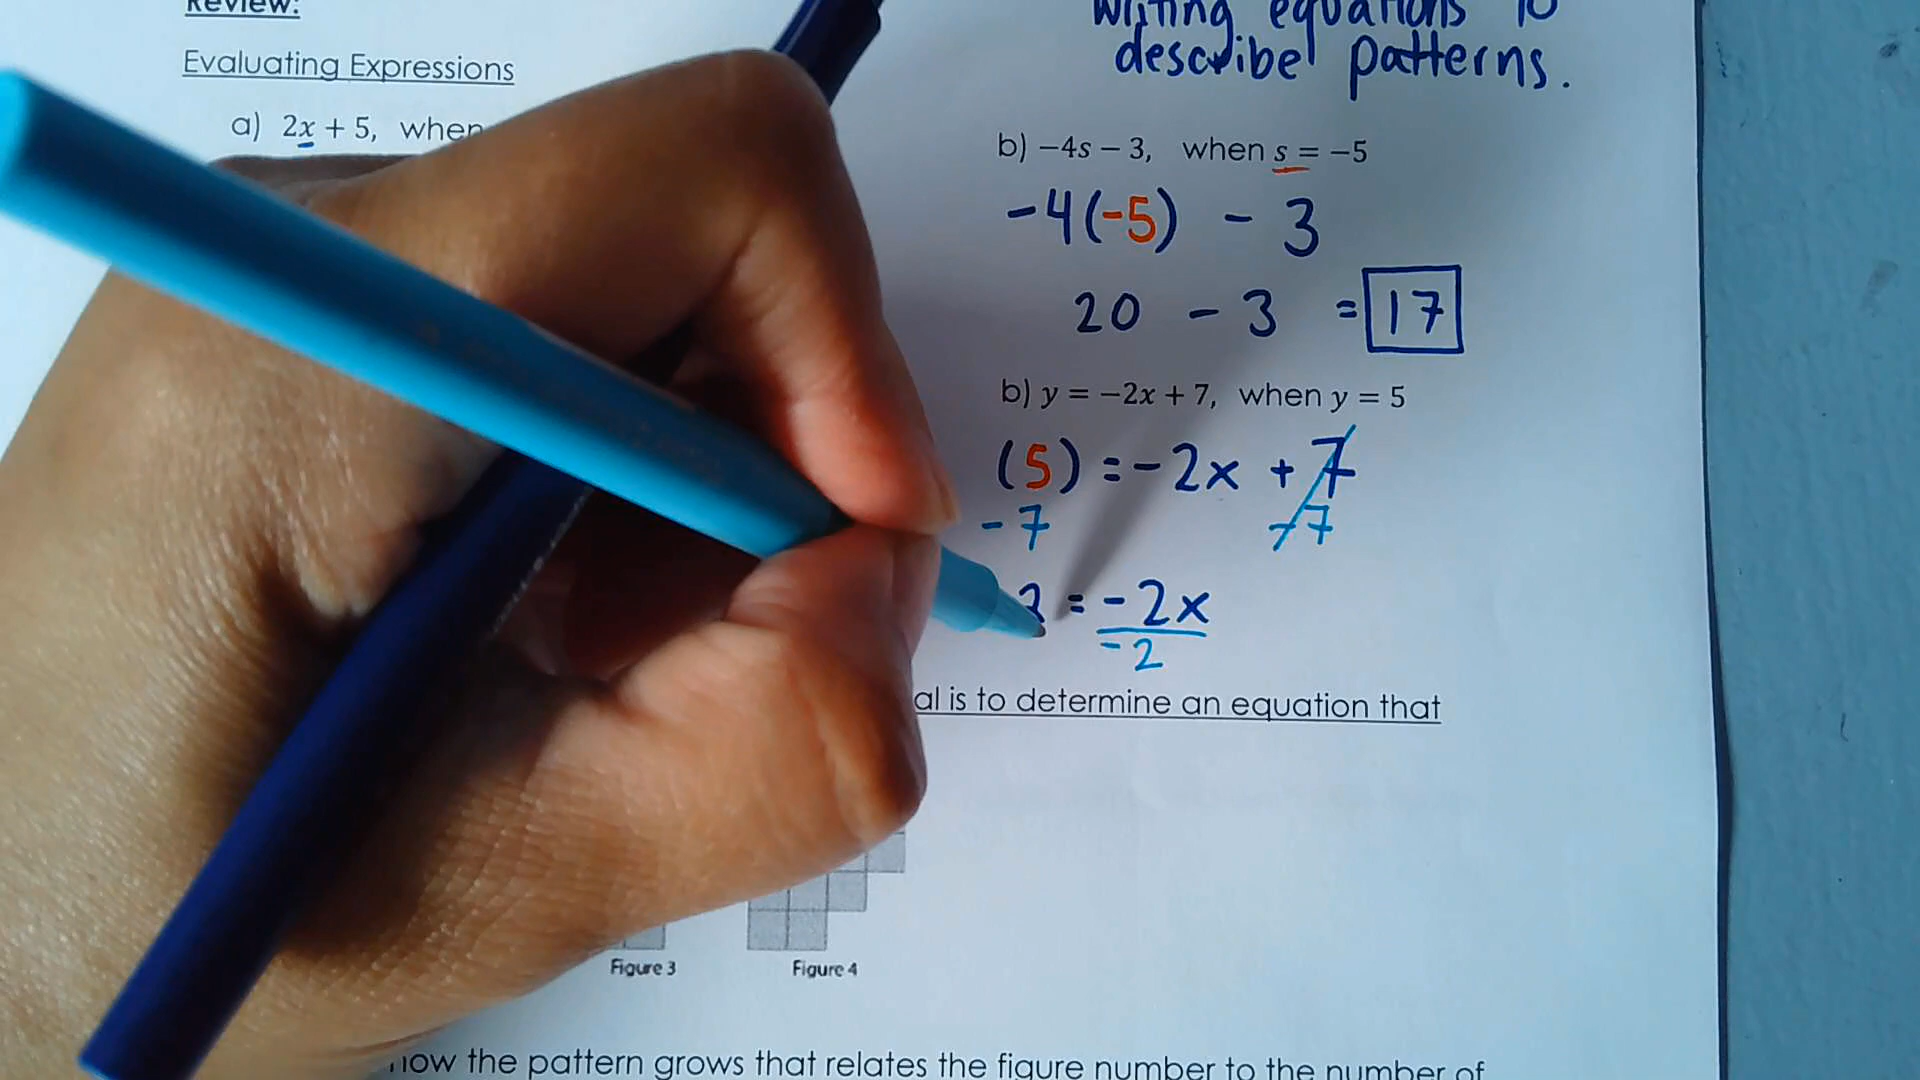 Review:
Writing equations to
describe patterns.
Evaluating Expressions
a) 2x + 5, when
b) −4s − 3, when s = −5
-4(-5) - 3
20 - 3 = 17
b) y = −2x + 7, when y = 5
(5) = -2x + 7
-7 -7
= -2x
-2
is to determine an equation that
Figure 3 Figure 4
the pattern grows that relates the figure number to the number of